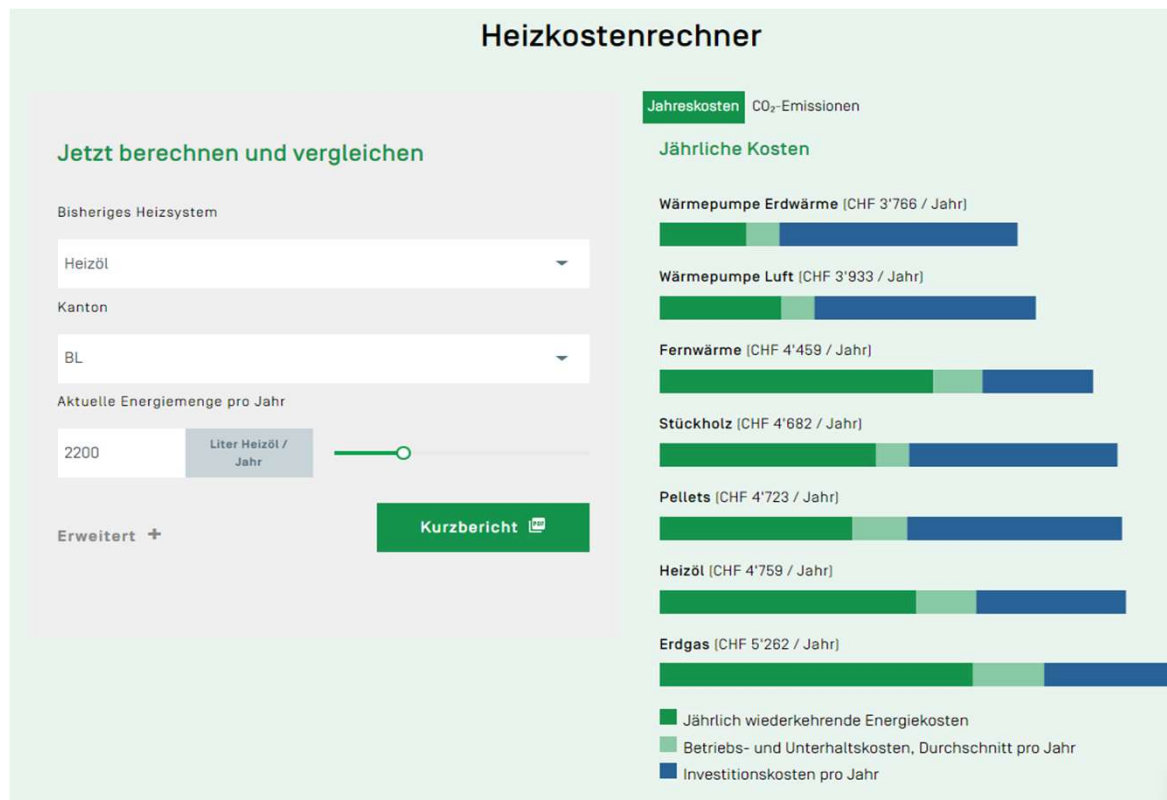 Heizkostenrechner
Jetzt berechnen und vergleichen
Bisheriges Heizsystem
Heizöl
Kanton
BL
Aktuelle Energiemenge pro Jahr
2200
Liter Heizöl /
Jahr
Erweitert +
Kurzbericht PDF
Jahreskosten CO₂-Emissionen
Jährliche Kosten
Wärmepumpe Erdwärme (CHF 3'766 / Jahr)
Wärmepumpe Luft (CHF 3'933 / Jahr)
Fernwärme (CHF 4'459 / Jahr)
Stückholz (CHF 4'682 / Jahr)
Pellets (CHF 4'723 / Jahr)
Heizöl (CHF 4'759 / Jahr)
Erdgas (CHF 5'262 / Jahr)
Jährlich wiederkehrende Energiekosten
Betriebs- und Unterhaltskosten, Durchschnitt pro Jahr
Investitionskosten pro Jahr